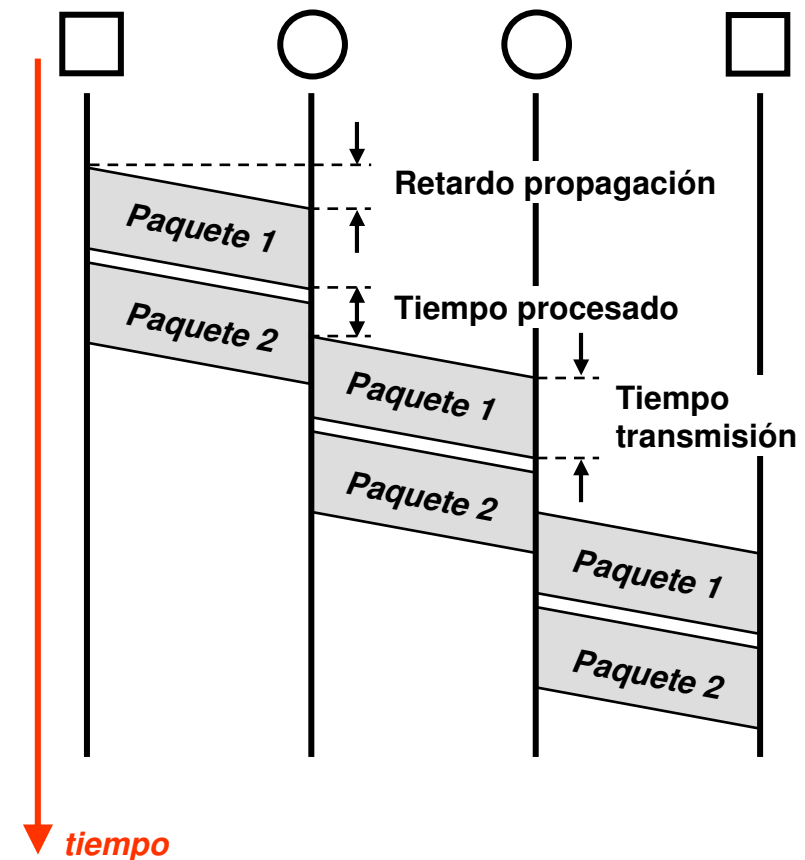 Retardo propagación
Paquete 1
Tiempo procesado
Paquete 2
Paquete 1
Tiempo
transmisión
Paquete 2
Paquete 1
Paquete 2
tiempo